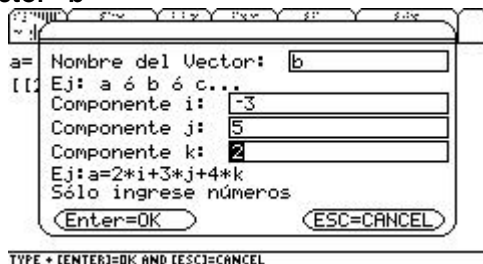 a=
[[2
Nombre del Vector: b
Ej: a ó b ó c...
Componente i: -3
Componente j: 5
Componente k: 2
Ej:a=2*i+3*j+4*k
Sólo ingrese números
Enter=OK ESC=CANCEL
TYPE + [ENTER]=OK AND [ESC]=CANCEL